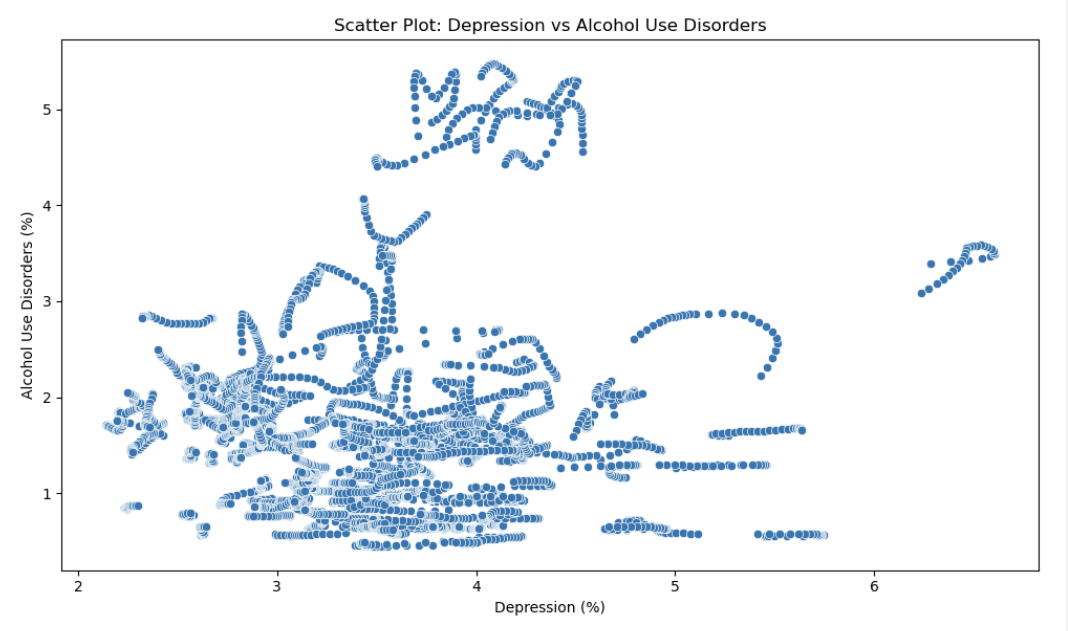 Scatter Plot: Depression vs Alcohol Use Disorders
5
4
3
2
1
Alcohol Use Disorders (%)
2 3 4 5 6
Depression (%)